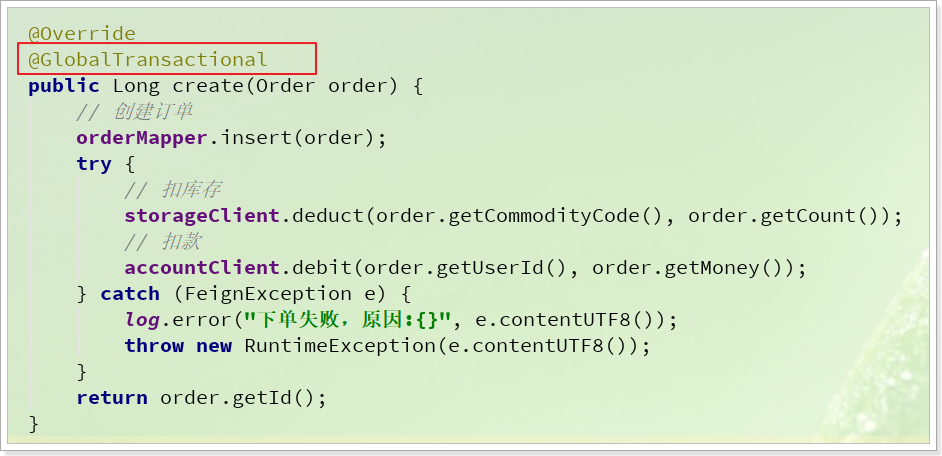 @Override
@GlobalTransactional
public Long create(Order order) {
// 创建订单
orderMapper.insert(order);
try {
// 扣库存
storageClient.deduct(order.getCommodityCode(), order.getCount());
// 扣款
accountClient.debit(order.getUserId(), order.getMoney());
} catch (FeignException e) {
log.error("下单失败，原因:{}", e.contentUTF8());
throw new RuntimeException(e.contentUTF8());
}
return order.getId();
}